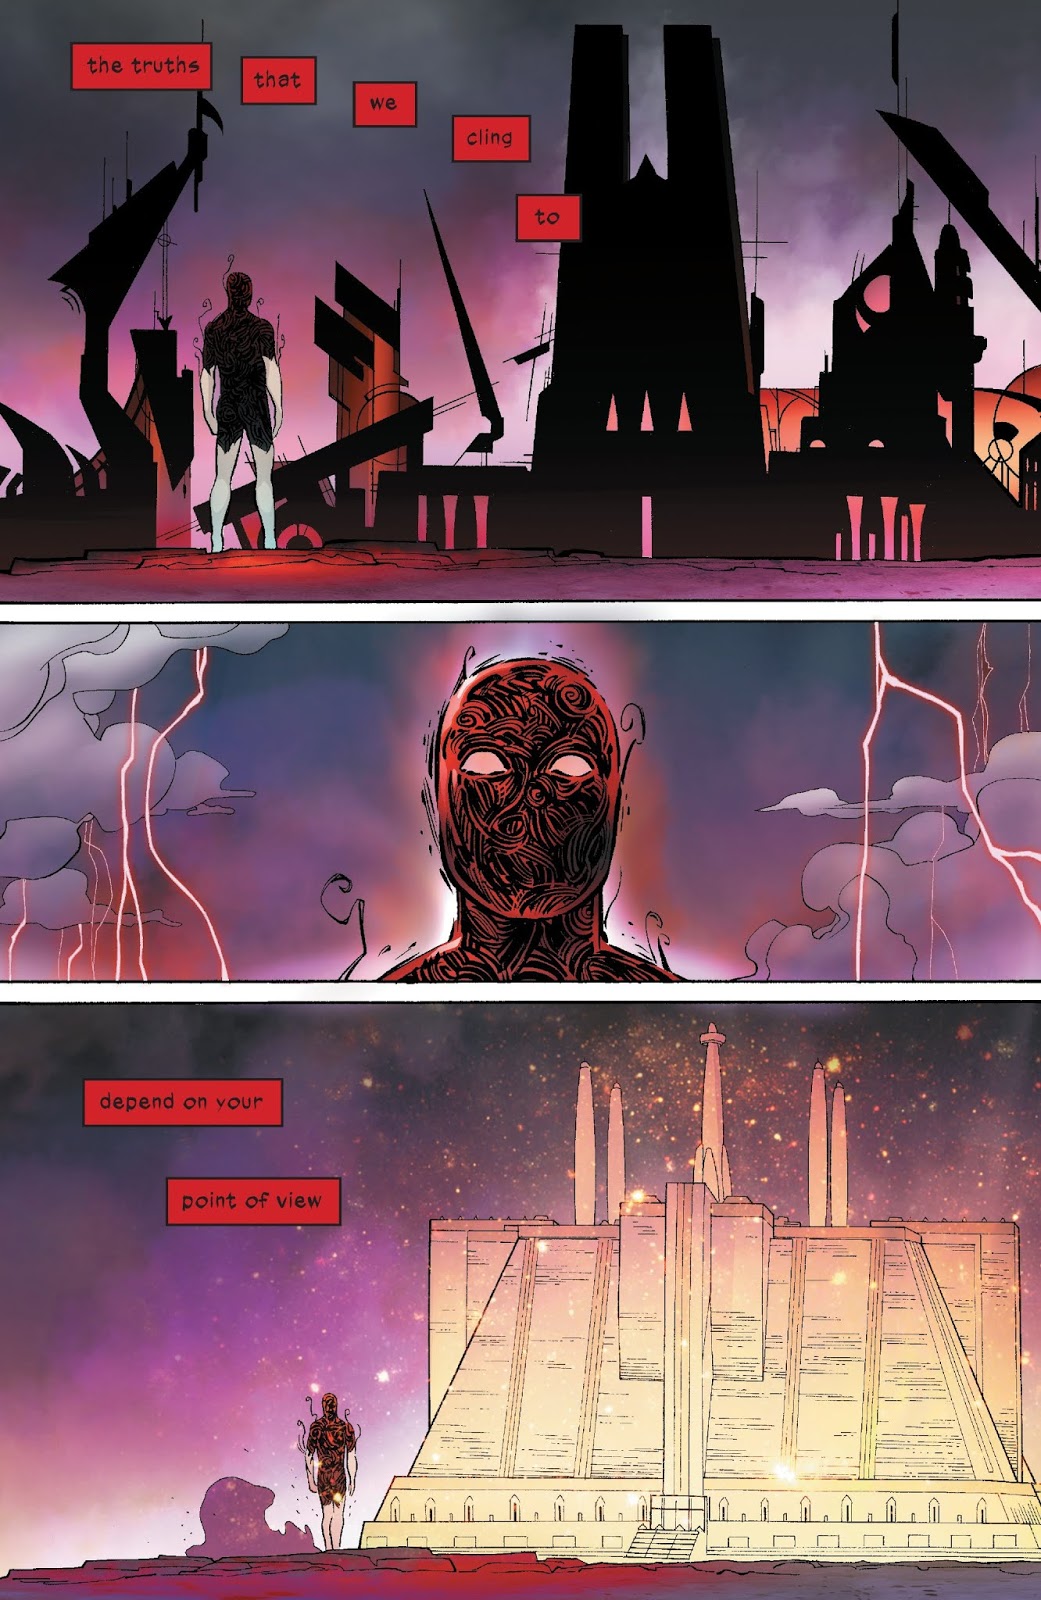 the truths
that
we
cling
to
depend on your
point of view